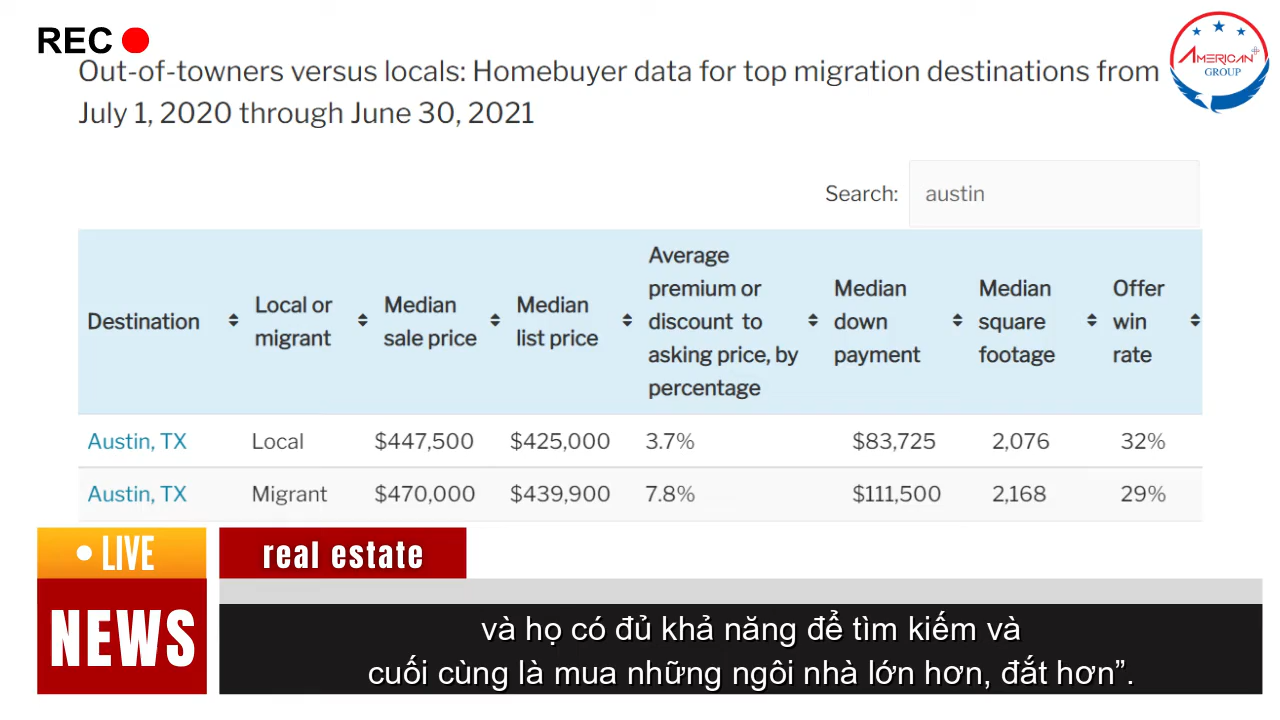 REC
AMERICAN
GROUP
Out-of-towners versus locals: Homebuyer data for top migration destinations from
July 1, 2020 through June 30, 2021
Search: austin
Destination
Local or
migrant
Median
sale price
Median
list price
Average
premium or
discount to
asking price, by
percentage
Median
down
payment
Median
square
footage
Offer
win
rate
Austin, TX Local $447,500 $425,000 3.7% $83,725 2,076 32%
Austin, TX Migrant $470,000 $439,900 7.8% $111,500 2,168 29%
LIVE
real estate
NEWS
và họ có đủ khả năng để tìm kiếm và
cuối cùng là mua những ngôi nhà lớn hơn, đắt hơn”.